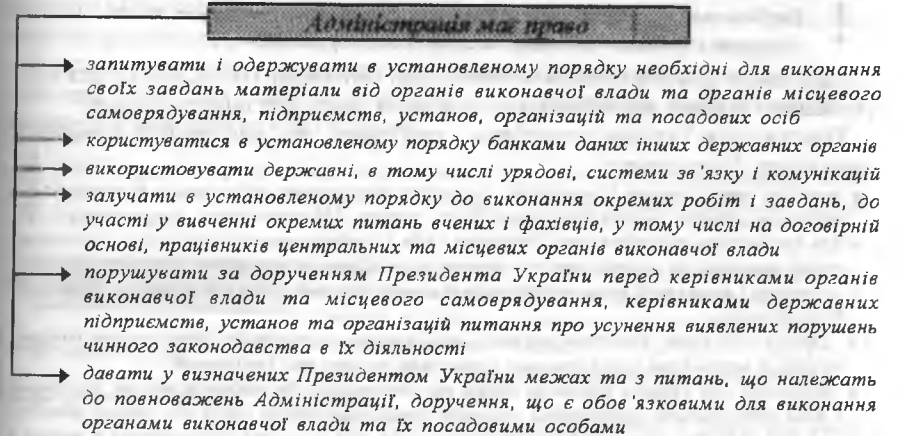 Адміністрація має право
запитувати і одержувати в установленому порядку необхідні для виконання
своїх завдань матеріали від органів виконавчої влади та органів місцевого
самоврядування, підприємств, установ, організацій та посадових осіб
користуватися в установленому порядку банками даних інших державних органів
використовувати державні, в тому числі урядові, системи зв'язку і комунікацій
залучати в установленому порядку до виконання окремих робіт і завдань, до
участі у вивченні окремих питань вчених і фахівців, у тому числі на договірній
основі, працівників центральних та місцевих органів виконавчої влади
порушувати за дорученням Президента України перед керівниками органів
виконавчої влади та місцевого самоврядування, керівниками державних
підприємств, установ та організацій питання про усунення виявлених порушень
чинного законодавства в їх діяльності
давати у визначених Президентом України межах та з питань, що належать
до повноважень Адміністрації, доручення, що є обов'язковими для виконання
органами виконавчої влади та їх посадовими особами